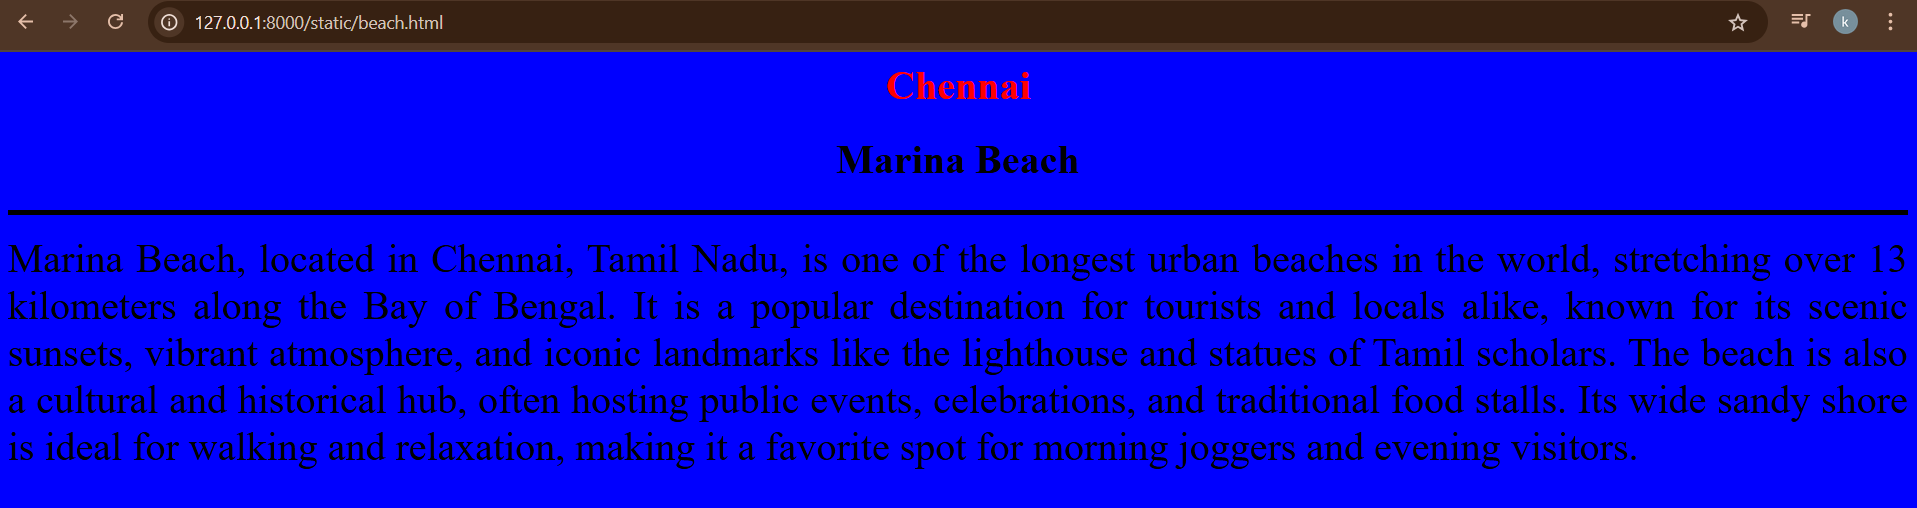 127.0.0.1:8000/static/beach.html
k
Chennai
Marina Beach
Marina Beach, located in Chennai, Tamil Nadu, is one of the longest urban beaches in the world, stretching over 13
kilometers along the Bay of Bengal. It is a popular destination for tourists and locals alike, known for its scenic
sunsets, vibrant atmosphere, and iconic landmarks like the lighthouse and statues of Tamil scholars. The beach is also
a cultural and historical hub, often hosting public events, celebrations, and traditional food stalls. Its wide sandy shore
is ideal for walking and relaxation, making it a favorite spot for morning joggers and evening visitors.